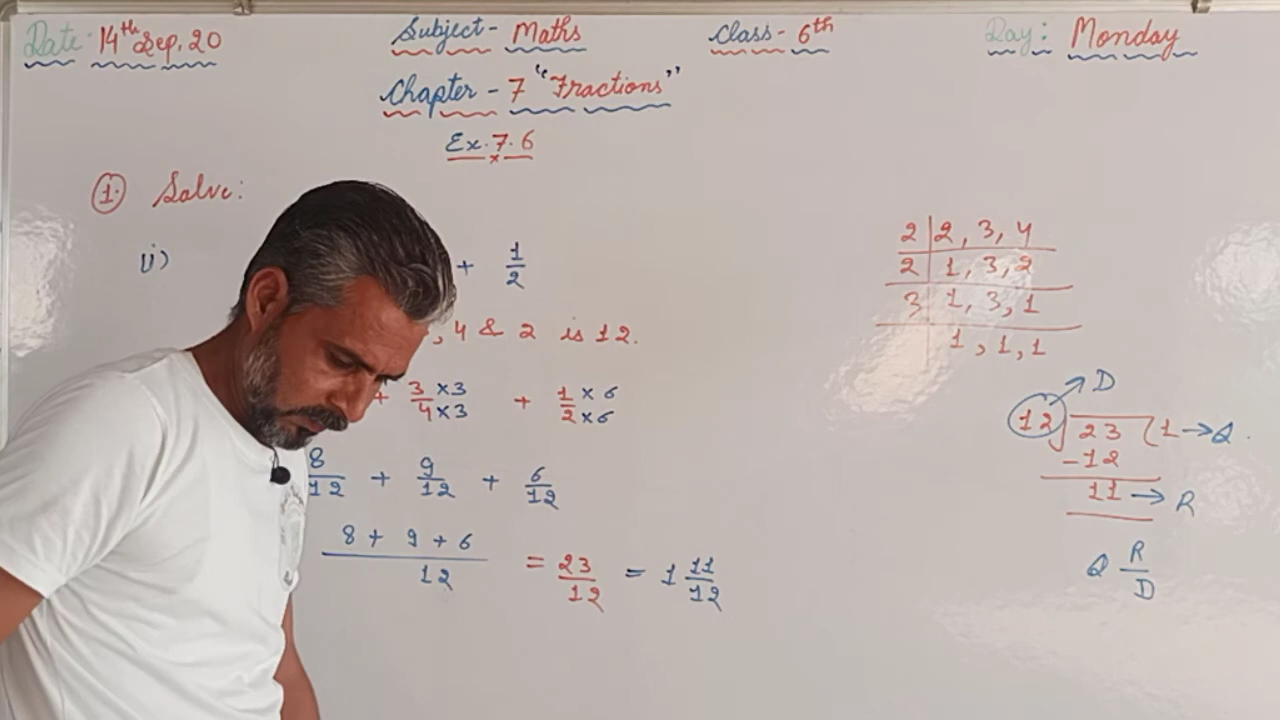 Date: 14th Sep. 20 Subject- Maths Class- 6th Day: Monday
Chapter - 7 "Fractions"
Ex. 7.6
1. Solve:
+ 1/2
, 4 & 2 is 12.
+ 3×3/4×3 + 1×6/2×6
8/12 + 9/12 + 6/12
8 + 9 + 6/12 = 23/12 = 1 11/12
2 | 2, 3, 4
2 | 1, 3, 2
3 | 1, 3, 1
1, 1, 1
D
12 ) 23 ( 1 → Q.
-12
11 → R
Q R/D